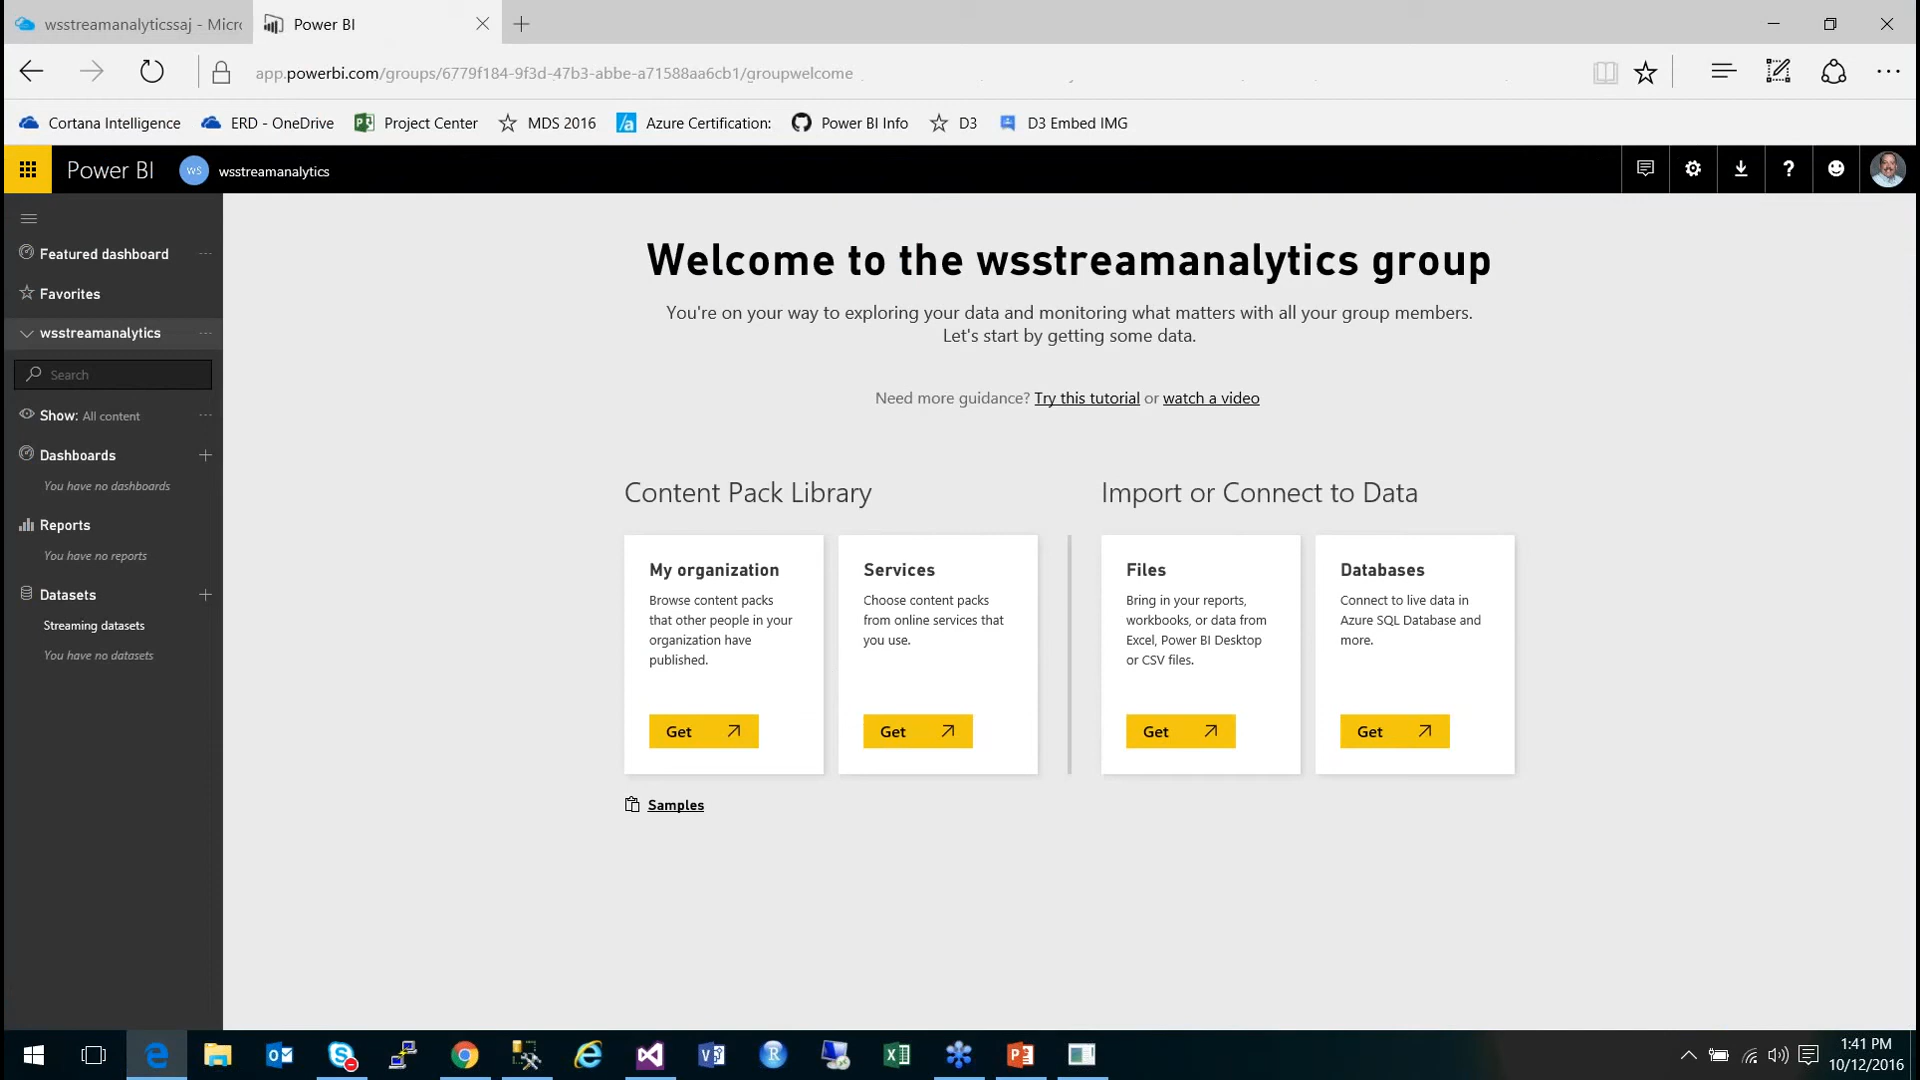 wsstreamanalyticssaj - Micr
Power BI
app.powerbi.com/groups/6779f184-9f3d-47b3-abbe-a71588aa6cb1/groupwelcome
Cortana Intelligence
ERD - OneDrive
Project Center
MDS 2016
Azure Certification:
Power BI Info
D3
D3 Embed IMG
Power BI
WS
wsstreamanalytics
Featured dashboard
Favorites
wsstreamanalytics
Search
Show: All content
Dashboards
You have no dashboards
Reports
You have no reports
Datasets
Streaming datasets
You have no datasets
Welcome to the wsstreamanalytics group
You're on your way to exploring your data and monitoring what matters with all your group members.
Let's start by getting some data.
Need more guidance? Try this tutorial or watch a video
Content Pack Library
My organization
Browse content packs
that other people in your
organization have
published.
Get
Services
Choose content packs
from online services that
you use.
Get
Samples
Import or Connect to Data
Files
Bring in your reports,
workbooks, or data from
Excel, Power BI Desktop
or CSV files.
Get
Databases
Connect to live data in
Azure SQL Database and
more.
Get
1:41 PM
10/12/2016